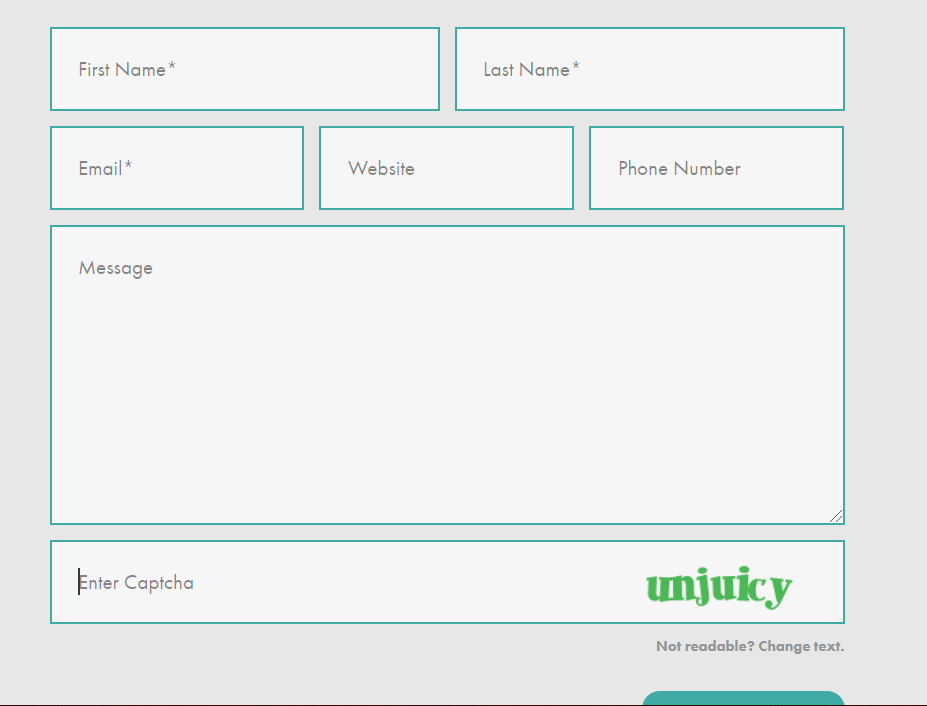 First Name*
Last Name*
Email*
Website
Phone Number
Message
Enter Captcha
unjuicy
Not readable? Change text.